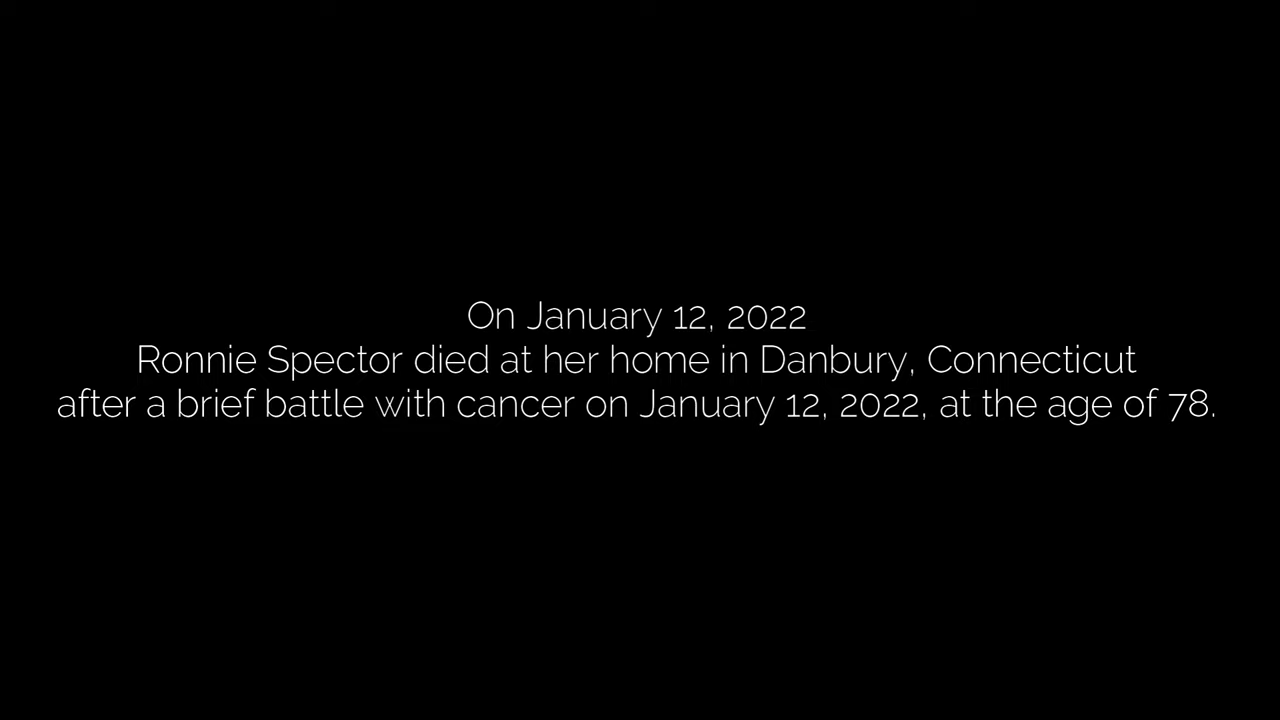 On January 12, 2022
Ronnie Spector died at her home in Danbury, Connecticut
after a brief battle with cancer on January 12, 2022, at the age of 78.